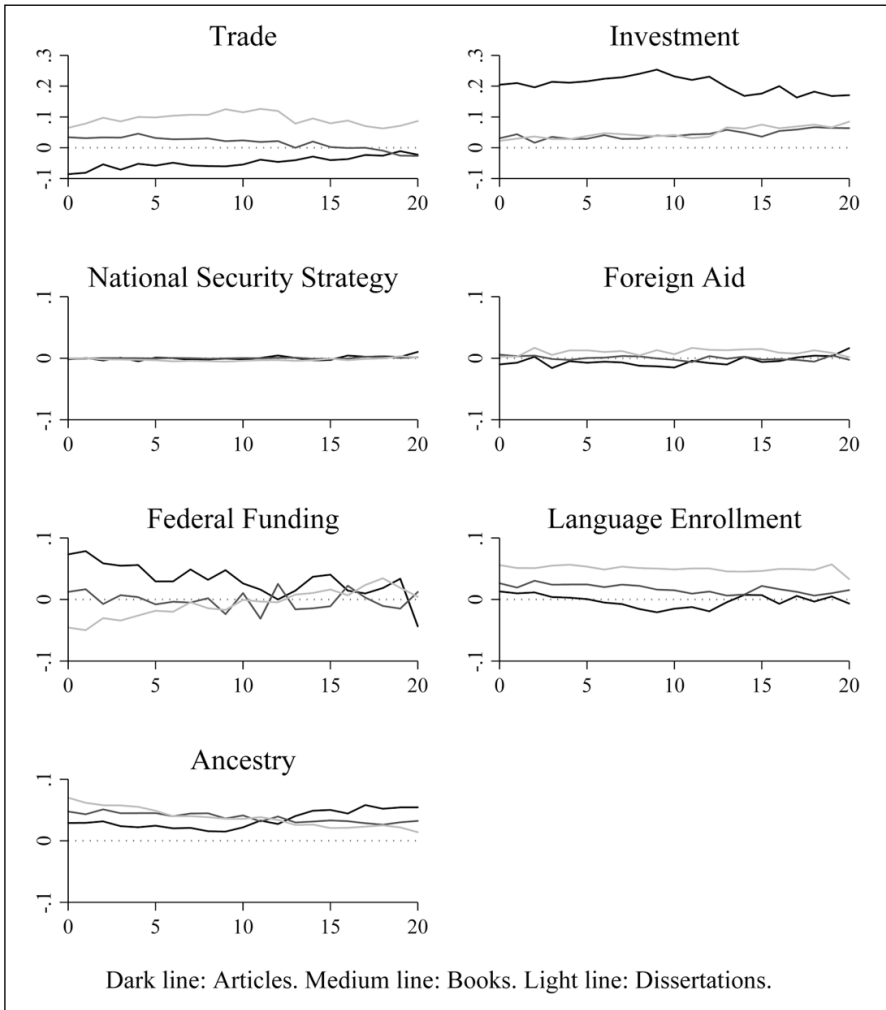 Trade
Investment
-.1 0 .1 .2 .3
0 5 10 15 20
-.1 0 .1 .2 .3
0 5 10 15 20
National Security Strategy
Foreign Aid
-.1 0 .1
0 5 10 15 20
-.1 0 .1
0 5 10 15 20
Federal Funding
Language Enrollment
-.1 0 .1
0 5 10 15 20
-.1 0 .1
0 5 10 15 20
Ancestry
-.1 0 .1
0 5 10 15 20
Dark line: Articles. Medium line: Books. Light line: Dissertations.